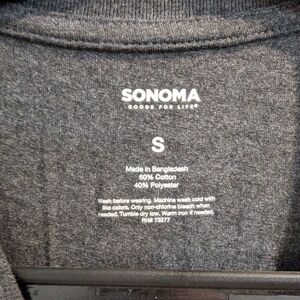 SONOMA
GOODS FOR LIFE®
S
Made in Bangladesh
60% Cotton
40% Polyester
Wash before wearing. Machine wash cold with
like colors. Only non-chlorine bleach when
needed. Tumble dry low. Warm iron if needed.
RN# 73277